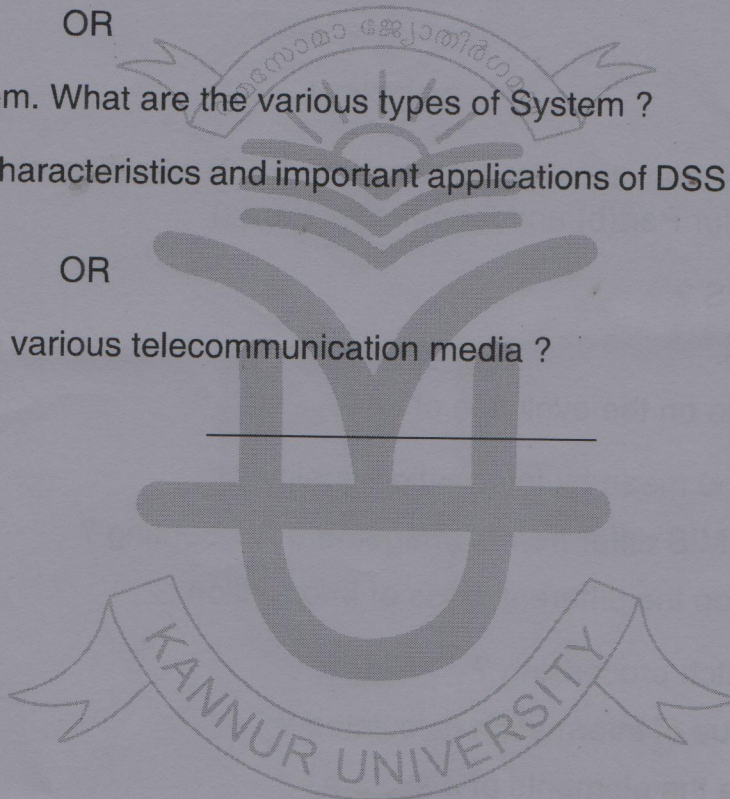 OR
m. What are the various types of System ?
haracteristics and important applications of DSS
OR
various telecommunication media ?
KANNUR UNIVERSITY